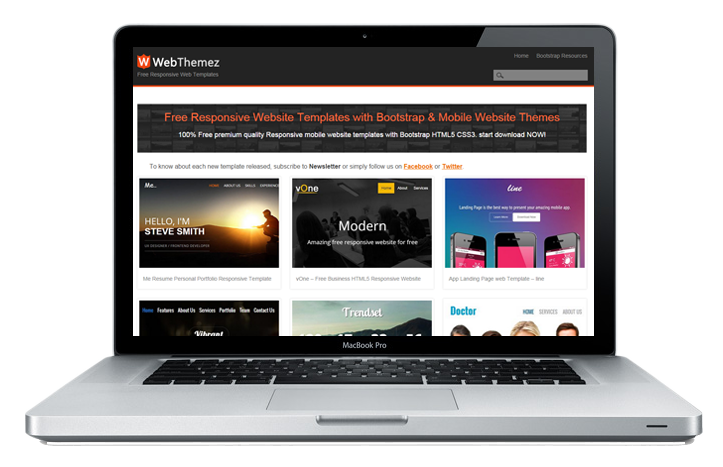 W WebThemez
Free Responsive Web Templates
Home Bootstrap Resources
Free Responsive Website Templates with Bootstrap & Mobile Website Themes
100% Free premium quality Responsive mobile website templates with Bootstrap HTML5 CSS3. start download NOW!
To know about each new template released, subscribe to Newsletter or simply follow us on Facebook or Twitter.
Me..
HOME ABOUT US SKILLS EXPERIENCE
HELLO, I'M
STEVE SMITH
UX DESIGNER | FRONTEND DEVELOPER
Me Resume Personal Portfolio Responsive Template
vOne
Home About Services
Modern
Amazing free responsive website for free
vOne – Free Business HTML5 Responsive Website
line
Landing Page is the best way to present your amazing mobile app.
App Landing Page web Template – line
Home Features About Us Services Portfolio Team Contact Us
Vibrant
Trendset
Doctor
HOME SERVICES ABOUT US
MacBook Pro